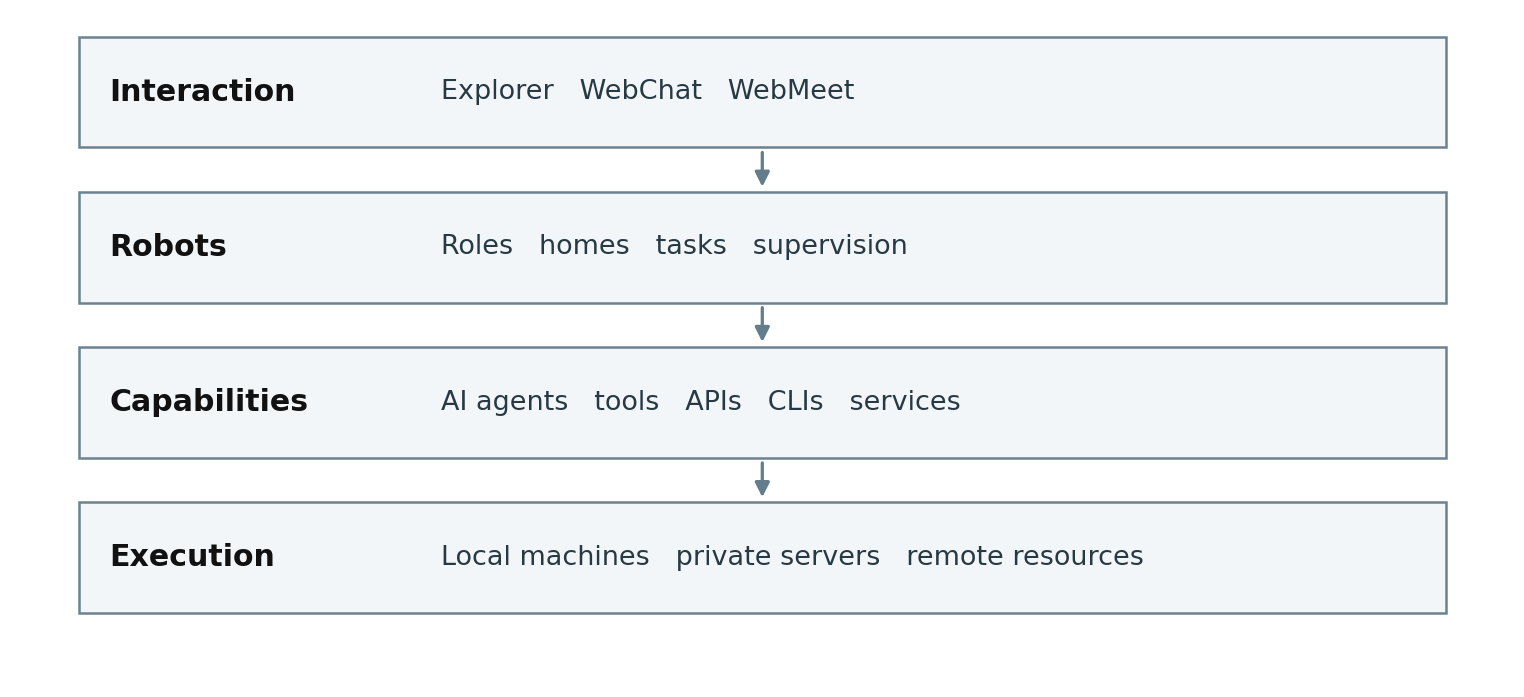 Interaction Explorer WebChat WebMeet
Robots Roles homes tasks supervision
Capabilities AI agents tools APIs CLIs services
Execution Local machines private servers remote resources